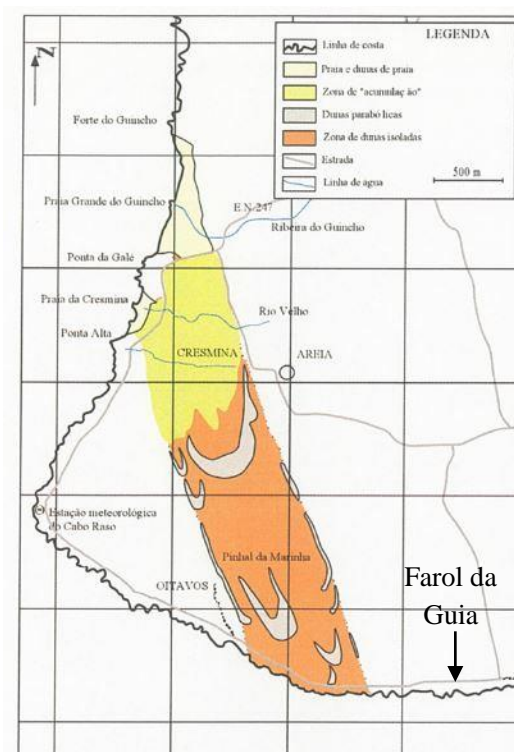 LEGENDA
Linha de costa
Praia e dunas de praia
Zona de "acumulação"
Dunas parabólicas
Zona de dunas isoladas
Estrada
Linha de água
500 m
N
Forte do Guincho
Praia Grande do Guincho
E.N.247
Ribeira do Guincho
Ponta da Galé
Praia da Cresmina
Rio Velho
Ponta Alta
CRESMINA
AREIA
Estação meteorológica
do Cabo Raso
Pinhal da Marinha
OITAVOS
Farol da
Guia